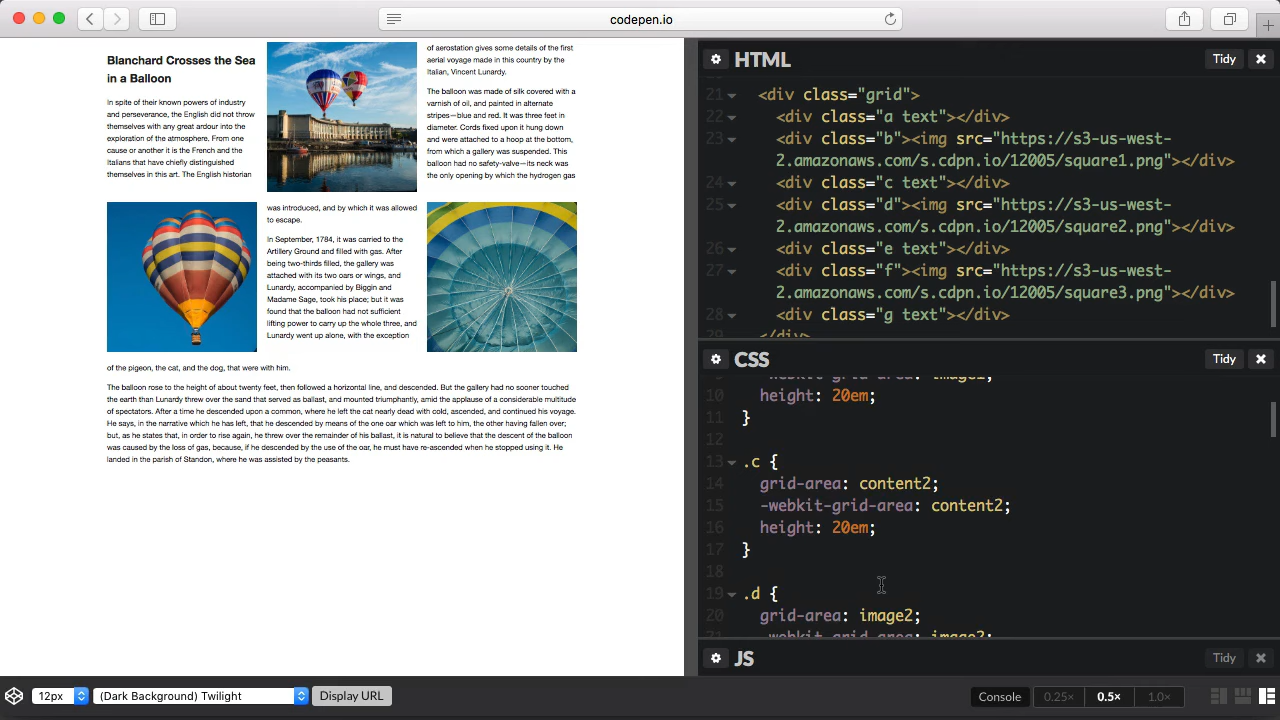 codepen.io
Blanchard Crosses the Sea
in a Balloon
In spite of their known powers of industry
and perseverance, the English did not throw
themselves with any great ardour into the
exploration of the atmosphere. From one
cause or another it is the French and the
Italians that have chiefly distinguished
themselves in this art. The English historian
of aerostation gives some details of the first
aerial voyage made in this country by the
Italian, Vincent Lunardy.
The balloon was made of silk covered with a
varnish of oil, and painted in alternate
stripes—blue and red. It was three feet in
diameter. Cords fixed upon it hung down
and were attached to a hoop at the bottom,
from which a gallery was suspended. This
balloon had no safety-valve—its neck was
the only opening by which the hydrogen gas
was introduced, and by which it was allowed
to escape.
In September, 1784, it was carried to the
Artillery Ground and filled with gas. After
being two-thirds filled, the gallery was
attached with its two oars or wings, and
Lunardy, accompanied by Biggin and
Madame Sage, took his place; but it was
found that the balloon had not sufficient
lifting power to carry up the whole three, and
Lunardy went up alone, with the exception
of the pigeon, the cat, and the dog, that were with him.
The balloon rose to the height of about twenty feet, then followed a horizontal line, and descended. But the gallery had no sooner touched
the earth than Lunardy threw over the sand that served as ballast, and mounted triumphantly, amid the applause of a considerable multitude
of spectators. After a time he descended upon a common, where he left the cat nearly dead with cold, ascended, and continued his voyage.
He says, in the narrative which he has left, that he descended by means of the one oar which was left to him, the other having fallen over;
but, as he states that, in order to rise again, he threw over the remainder of his ballast, it is natural to believe that the descent of the balloon
was caused by the loss of gas, because, if he descended by the use of the oar, he must have re-ascended when he stopped using it. He
landed in the parish of Standon, where he was assisted by the peasants.
HTML
Tidy
21 <div class="grid">
22 <div class="a text"></div>
23 <div class="b"><img src="https://s3-us-west-
2.amazonaws.com/s.cdpn.io/12005/square1.png"></div>
24 <div class="c text"></div>
25 <div class="d"><img src="https://s3-us-west-
2.amazonaws.com/s.cdpn.io/12005/square2.png"></div>
26 <div class="e text"></div>
27 <div class="f"><img src="https://s3-us-west-
2.amazonaws.com/s.cdpn.io/12005/square3.png"></div>
28 <div class="g text"></div>
29 </div>
CSS
Tidy
-webkit-grid-area: image1;
10 height: 20em;
11 }
12
13 .c {
14 grid-area: content2;
15 -webkit-grid-area: content2;
16 height: 20em;
17 }
18
19 .d {
20 grid-area: image2;
21 -webkit-grid-area: image2;
JS
Tidy
12px
(Dark Background) Twilight
Display URL
Console
0.25×
0.5×
1.0×